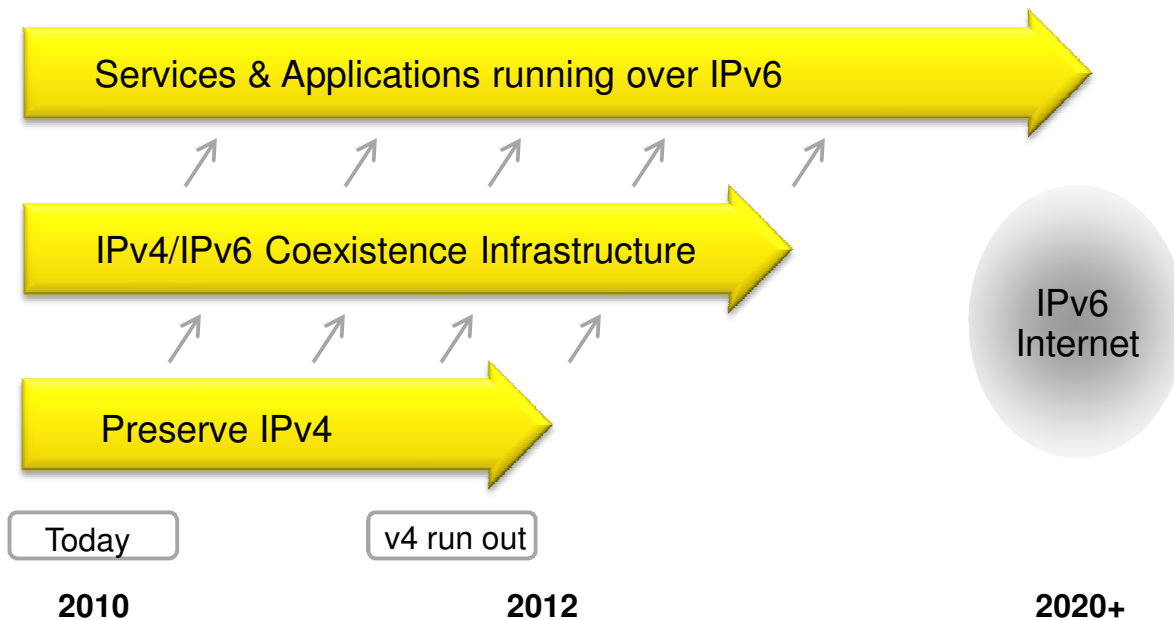 Services & Applications running over IPv6
IPv4/IPv6 Coexistence Infrastructure
IPv6
Internet
Preserve IPv4
Today
v4 run out
2010
2012
2020+